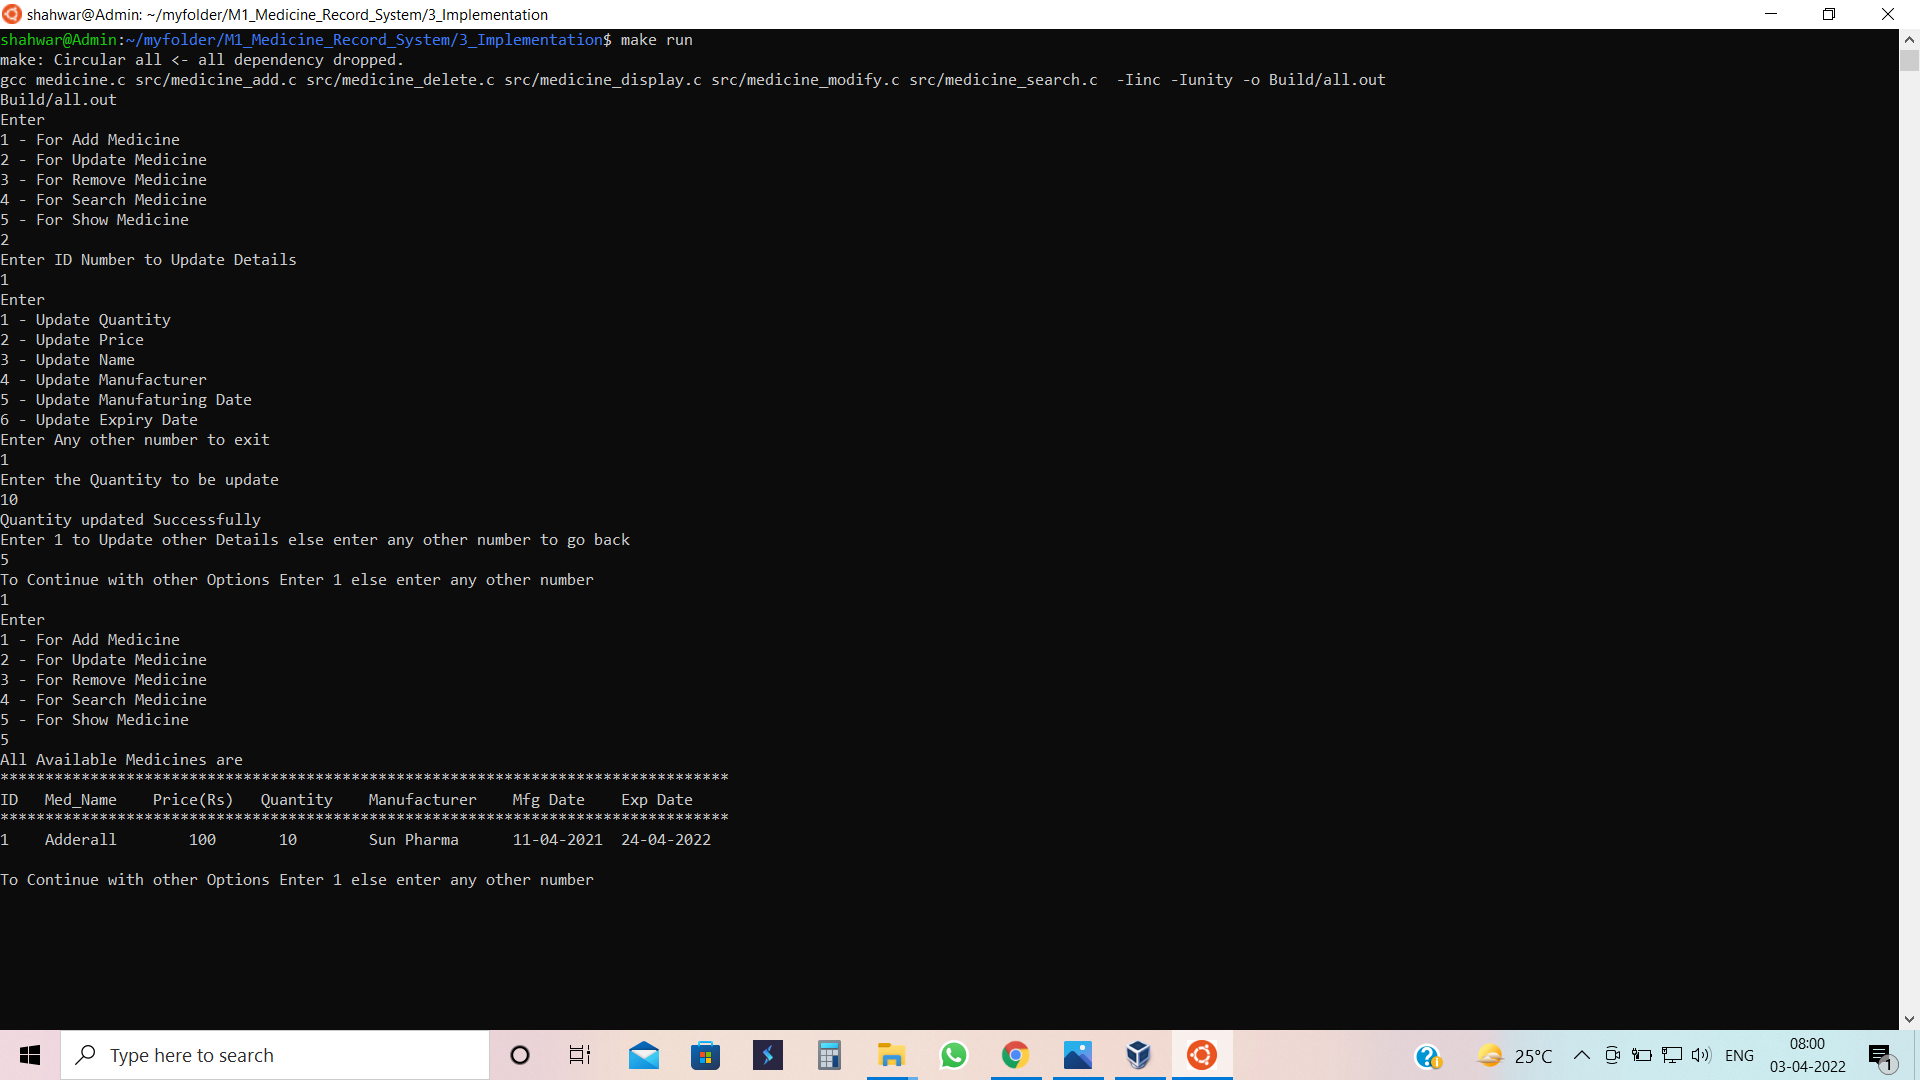 shahwar@Admin: ~/myfolder/M1_Medicine_Record_System/3_Implementation
shahwar@Admin:~/myfolder/M1_Medicine_Record_System/3_Implementation$ make run
make: Circular all <- all dependency dropped.
gcc medicine.c src/medicine_add.c src/medicine_delete.c src/medicine_display.c src/medicine_modify.c src/medicine_search.c  -Iinc -Iunity -o Build/all.out
Build/all.out
Enter
1 - For Add Medicine
2 - For Update Medicine
3 - For Remove Medicine
4 - For Search Medicine
5 - For Show Medicine
2
Enter ID Number to Update Details
1
Enter
1 - Update Quantity
2 - Update Price
3 - Update Name
4 - Update Manufacturer
5 - Update Manufaturing Date
6 - Update Expiry Date
Enter Any other number to exit
1
Enter the Quantity to be update
10
Quantity updated Successfully
Enter 1 to Update other Details else enter any other number to go back
5
To Continue with other Options Enter 1 else enter any other number
1
Enter
1 - For Add Medicine
2 - For Update Medicine
3 - For Remove Medicine
4 - For Search Medicine
5 - For Show Medicine
5
All Available Medicines are
*********************************************************************************
ID   Med_Name    Price(Rs)   Quantity    Manufacturer    Mfg Date    Exp Date
*********************************************************************************
1    Adderall        100       10        Sun Pharma      11-04-2021  24-04-2022
To Continue with other Options Enter 1 else enter any other number
Type here to search
25°C
ENG
08:00
03-04-2022
1